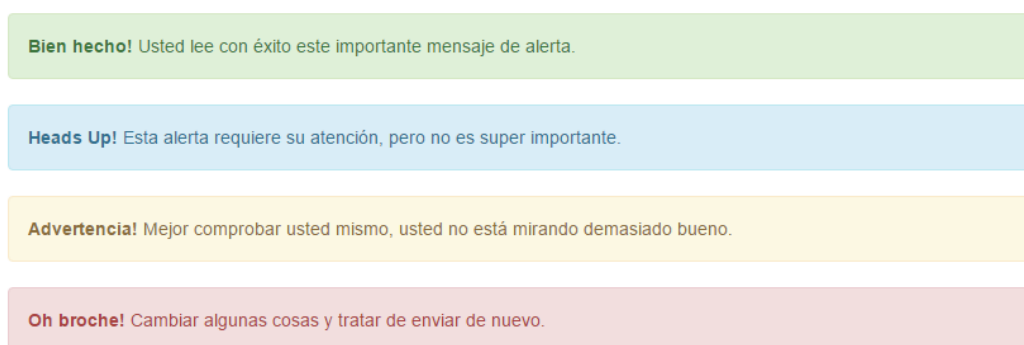 Bien hecho! Usted lee con éxito este importante mensaje de alerta.
Heads Up! Esta alerta requiere su atención, pero no es super importante.
Advertencia! Mejor comprobar usted mismo, usted no está mirando demasiado bueno.
Oh broche! Cambiar algunas cosas y tratar de enviar de nuevo.